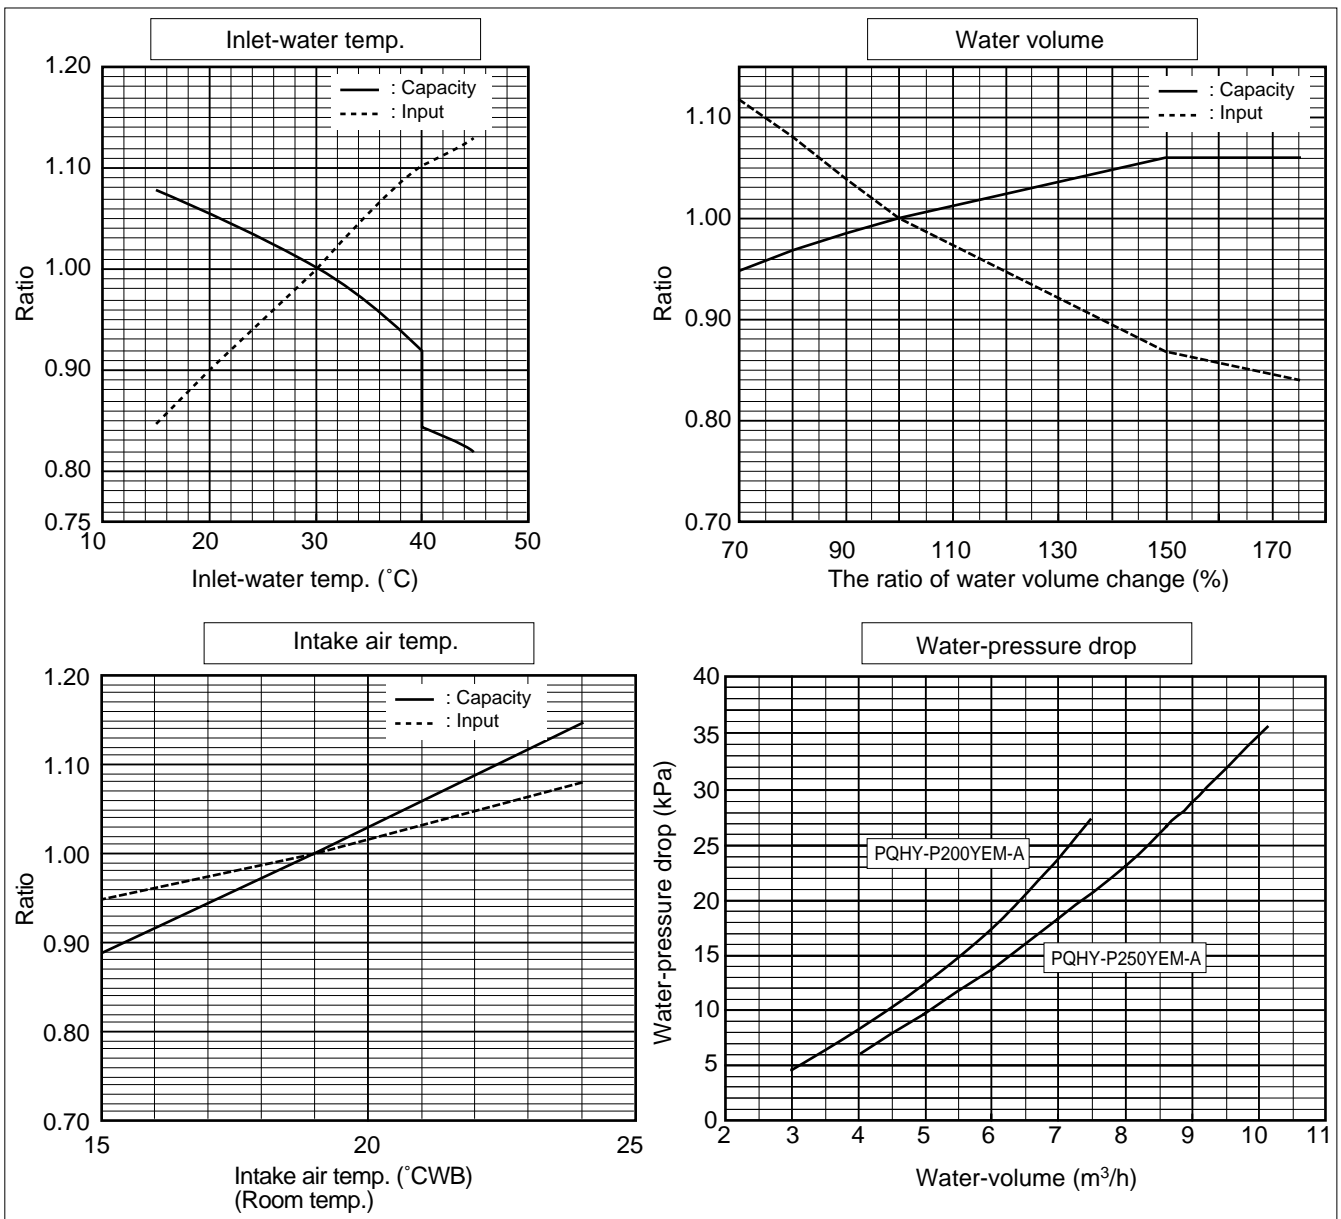 Inlet-water temp.
1.20
1.10
1.00
0.90
0.80
0.75
Ratio
: Capacity
: Input
10 20 30 40 50
Inlet-water temp. (˚C)
Water volume
1.10
1.00
0.90
0.80
0.70
Ratio
: Capacity
: Input
70 90 110 130 150 170
The ratio of water volume change (%)
Intake air temp.
1.20
1.10
1.00
0.90
0.80
0.70
Ratio
: Capacity
: Input
15 20 25
Intake air temp. (˚CWB)
(Room temp.)
Water-pressure drop
40
35
30
25
20
15
10
5
0
Water-pressure drop (kPa)
PQHY-P200YEM-A
PQHY-P250YEM-A
2 3 4 5 6 7 8 9 10 11
Water-volume (m³/h)